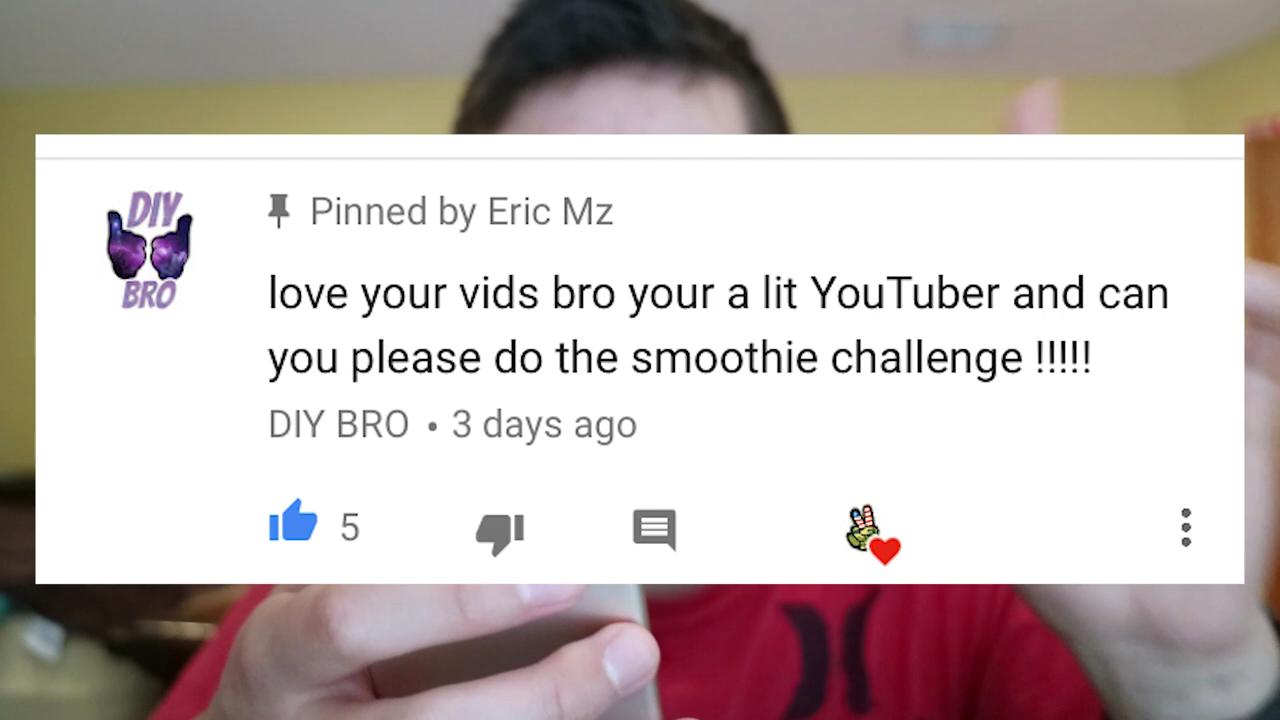 DIY
BRO
Pinned by Eric Mz
love your vids bro your a lit YouTuber and can
you please do the smoothie challenge !!!!!
DIY BRO • 3 days ago
5